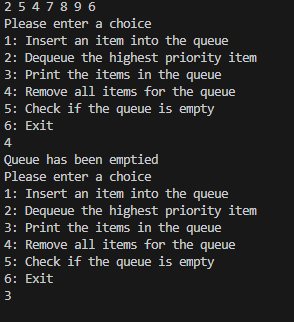 2 5 4 7 8 9 6
Please enter a choice
1: Insert an item into the queue
2: Dequeue the highest priority item
3: Print the items in the queue
4: Remove all items for the queue
5: Check if the queue is empty
6: Exit
4
Queue has been emptied
Please enter a choice
1: Insert an item into the queue
2: Dequeue the highest priority item
3: Print the items in the queue
4: Remove all items for the queue
5: Check if the queue is empty
6: Exit
3